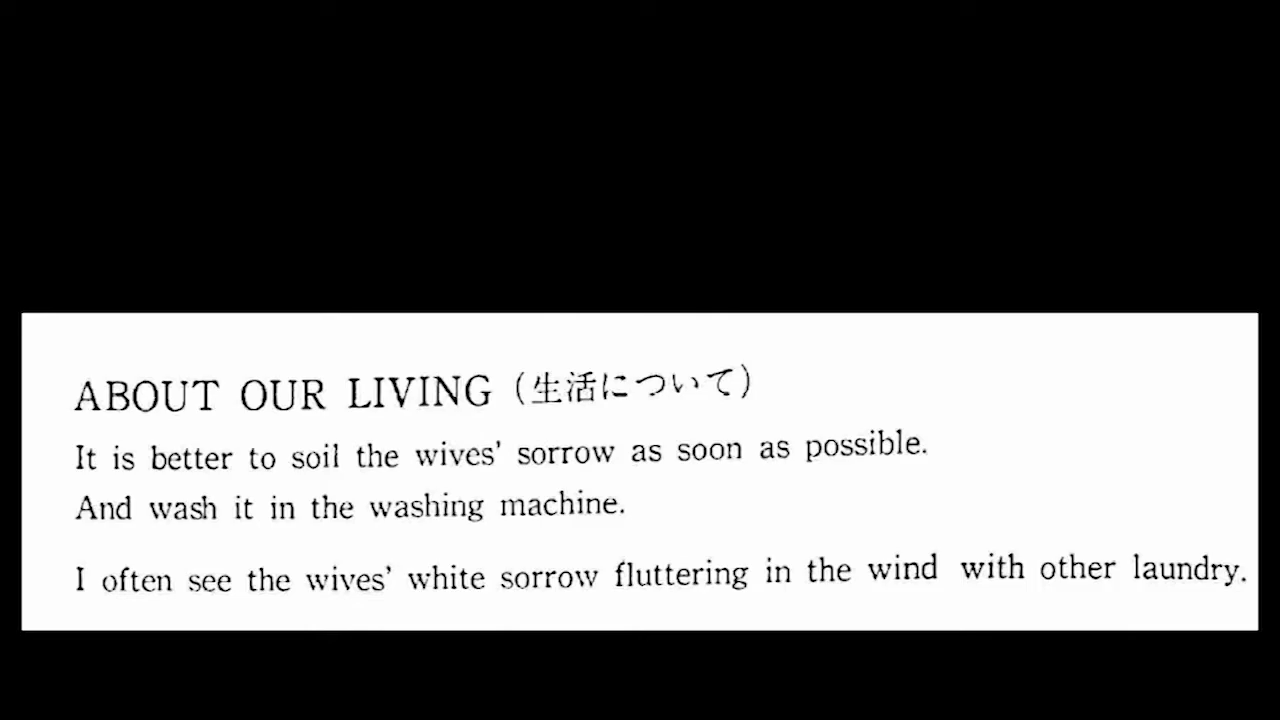 ABOUT OUR LIVING (生活について)
It is better to soil the wives' sorrow as soon as possible.
And wash it in the washing machine.
I often see the wives' white sorrow fluttering in the wind with other laundry.